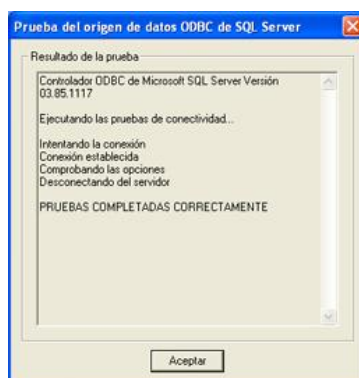 Prueba del origen de datos ODBC de SQL Server
Resultado de la prueba
Controlador ODBC de Microsoft SQL Server Versión
03.85.1117
Ejecutando las pruebas de conectividad...
Intentando la conexión
Conexión establecida
Comprobando las opciones
Desconectando del servidor
PRUEBAS COMPLETADAS CORRECTAMENTE
Aceptar